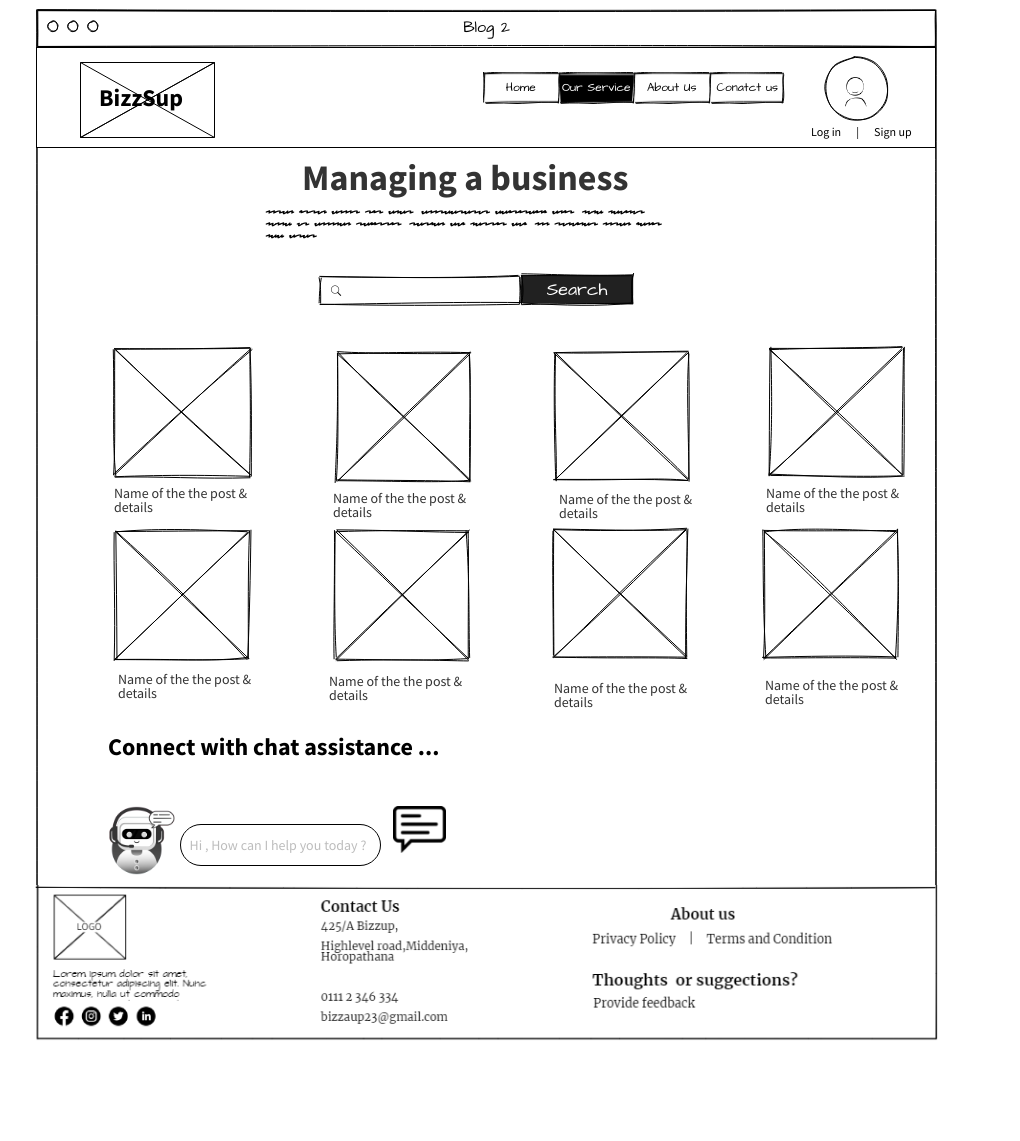 Blog 2
BizzSup
Home
Our Service
About Us
Conatct us
Log in | Sign up
Managing a business
Search
Name of the the post &
details
Name of the the post &
details
Name of the the post &
details
Name of the the post &
details
Name of the the post &
details
Name of the the post &
details
Name of the the post &
details
Name of the the post &
details
Connect with chat assistance ...
Hi , How can I help you today ?
LOGO
Lorem ipsum dolor sit amet,
consectetur adipiscing elit. Nunc
maximus, nulla ut commodo
Contact Us
425/A Bizzup,
Highlevel road,Middeniya,
Horopathana
0111 2 346 334
bizzaup23@gmail.com
About us
Privacy Policy | Terms and Condition
Thoughts or suggestions?
Provide feedback